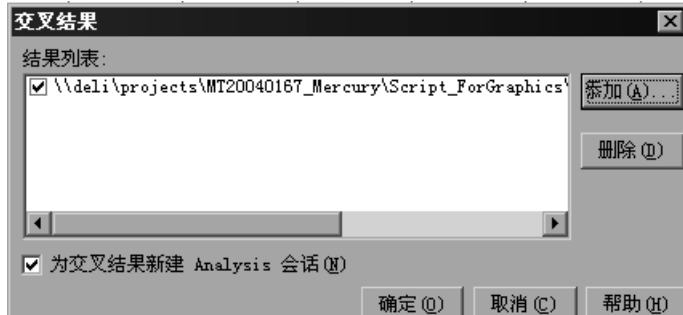 交叉结果
结果列表:
\\deli\projects\MT20040167_Mercury\Script_ForGraphics\
添加(A)...
删除(D)
为交叉结果新建 Analysis 会话(N)
确定(O) 取消(C) 帮助(H)